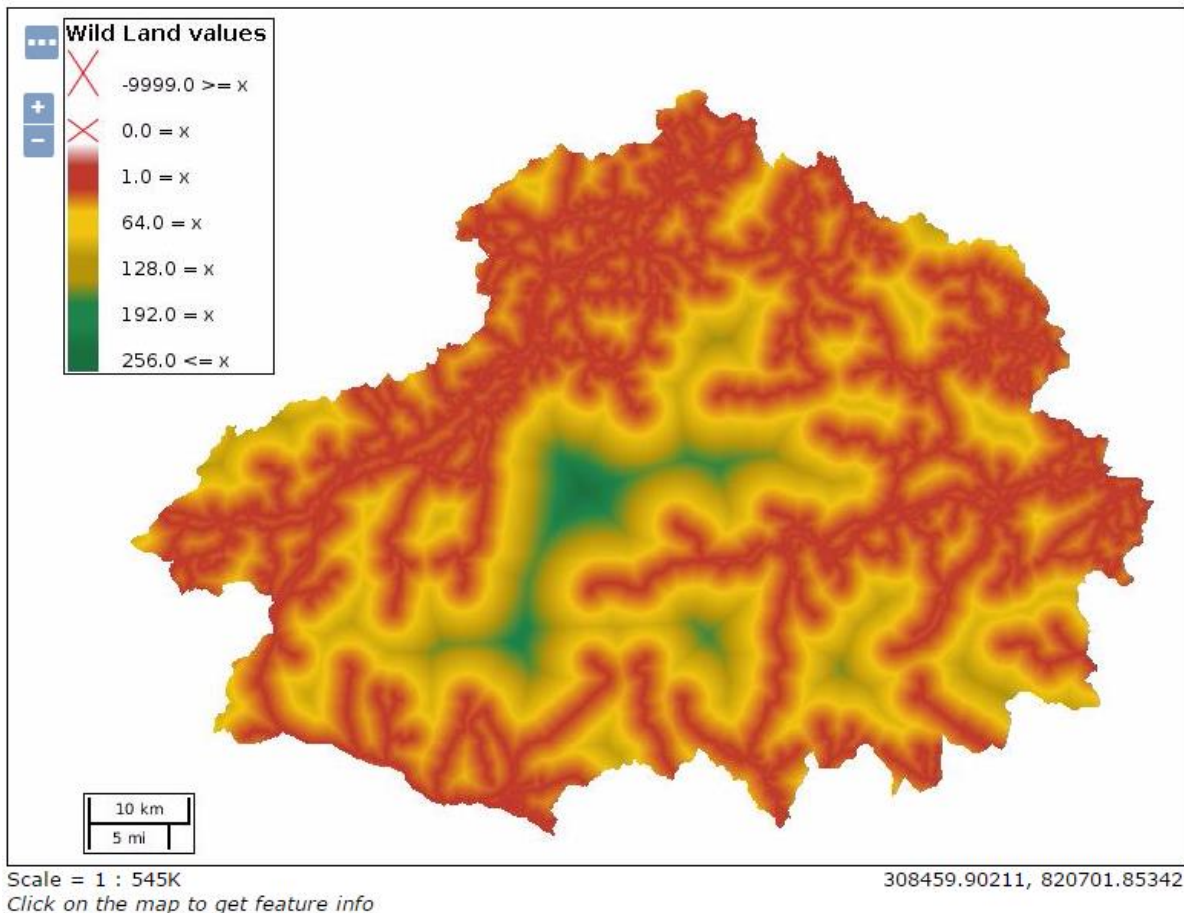 Wild Land values
-9999.0 >= x
0.0 = x
1.0 = x
64.0 = x
128.0 = x
192.0 = x
256.0 <= x
+
−
10 km
5 mi
Scale = 1 : 545K
308459.90211, 820701.85342
Click on the map to get feature info